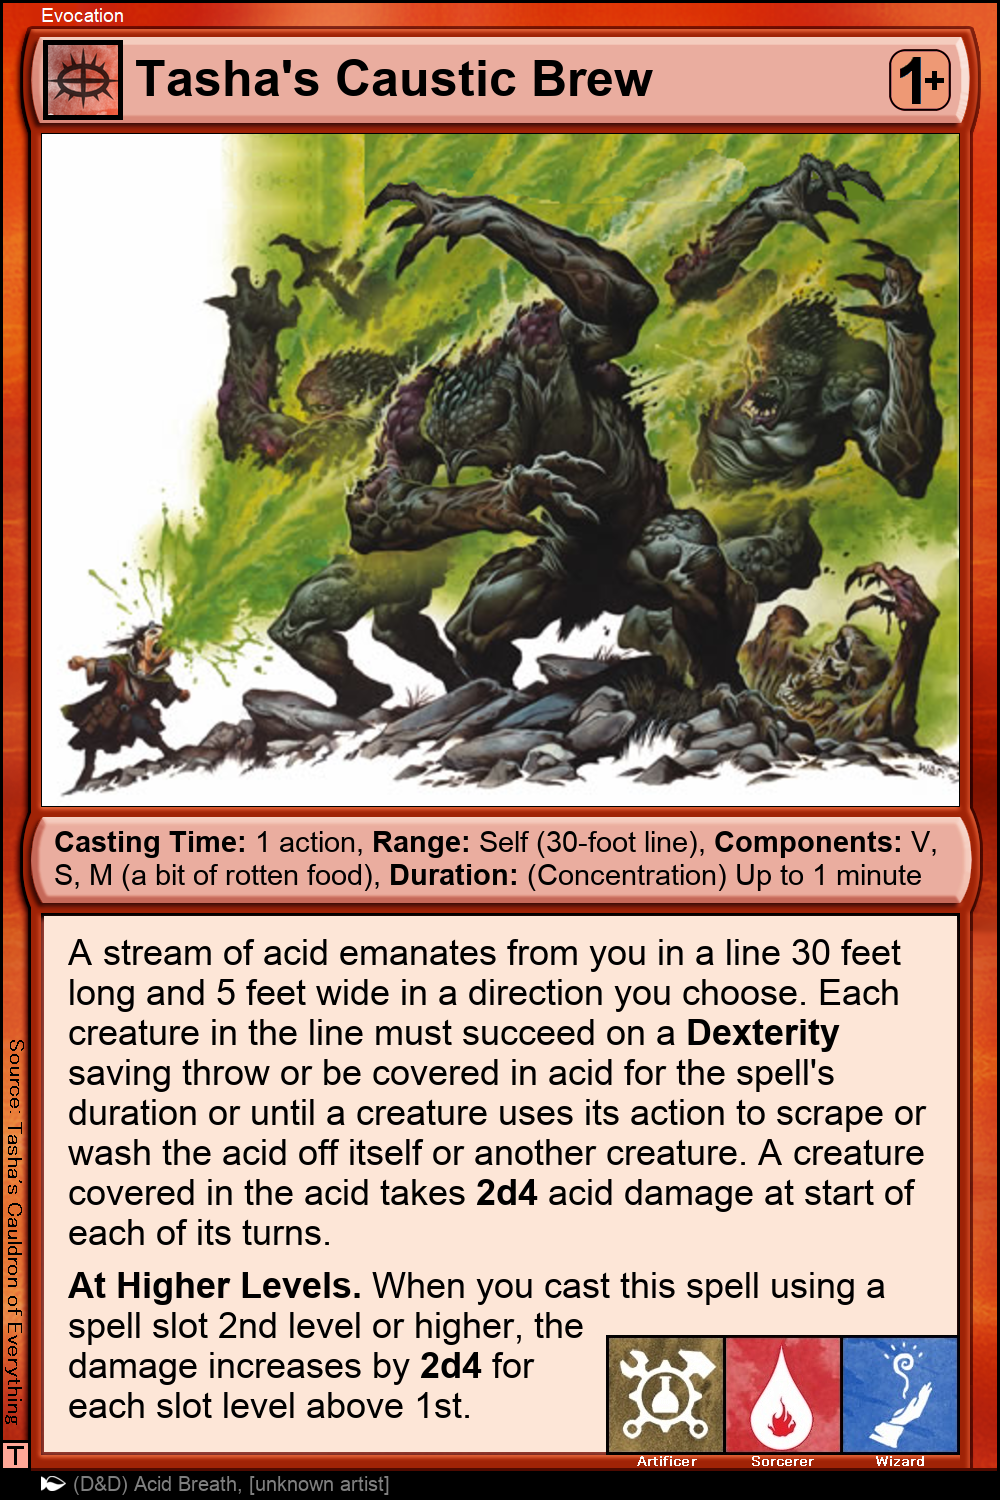 Evocation
Tasha's Caustic Brew
1+
Casting Time: 1 action, Range: Self (30-foot line), Components: V,
S, M (a bit of rotten food), Duration: (Concentration) Up to 1 minute
A stream of acid emanates from you in a line 30 feet
long and 5 feet wide in a direction you choose. Each
creature in the line must succeed on a Dexterity
saving throw or be covered in acid for the spell's
duration or until a creature uses its action to scrape or
wash the acid off itself or another creature. A creature
covered in the acid takes 2d4 acid damage at start of
each of its turns.
At Higher Levels. When you cast this spell using a
spell slot 2nd level or higher, the
damage increases by 2d4 for
each slot level above 1st.
Artificer
Sorcerer
Wizard
Source: Tasha's Cauldron of Everything
T
(D&D) Acid Breath, [unknown artist]